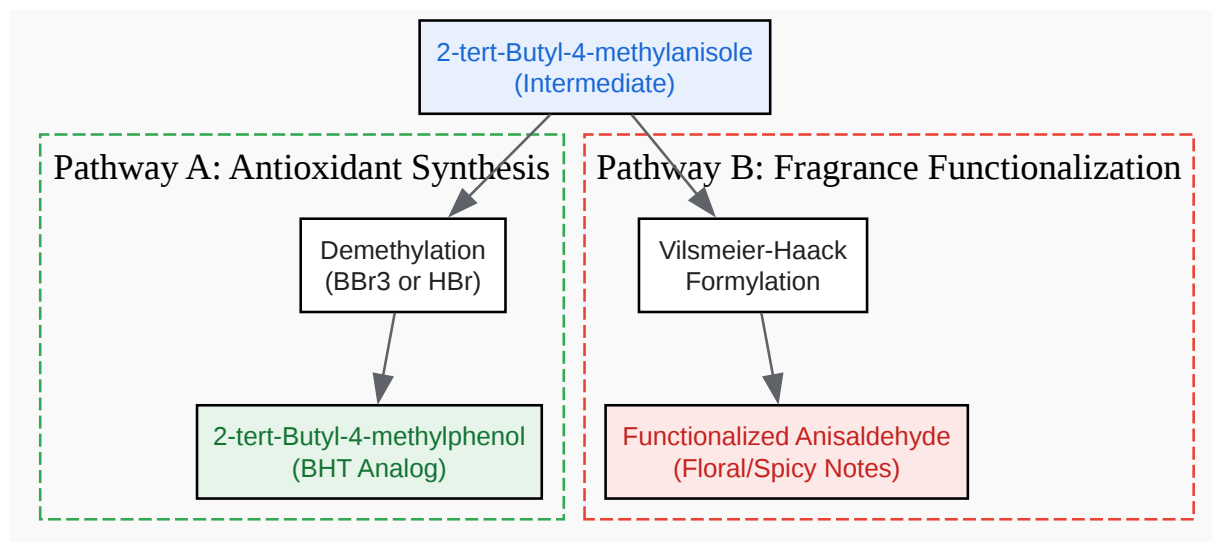 2-tert-Butyl-4-methylanisole
(Intermediate)
Pathway A: Antioxidant Synthesis
Demethylation
(BBr3 or HBr)
2-tert-Butyl-4-methylphenol
(BHT Analog)
Pathway B: Fragrance Functionalization
Vilsmeier-Haack
Formylation
Functionalized Anisaldehyde
(Floral/Spicy Notes)